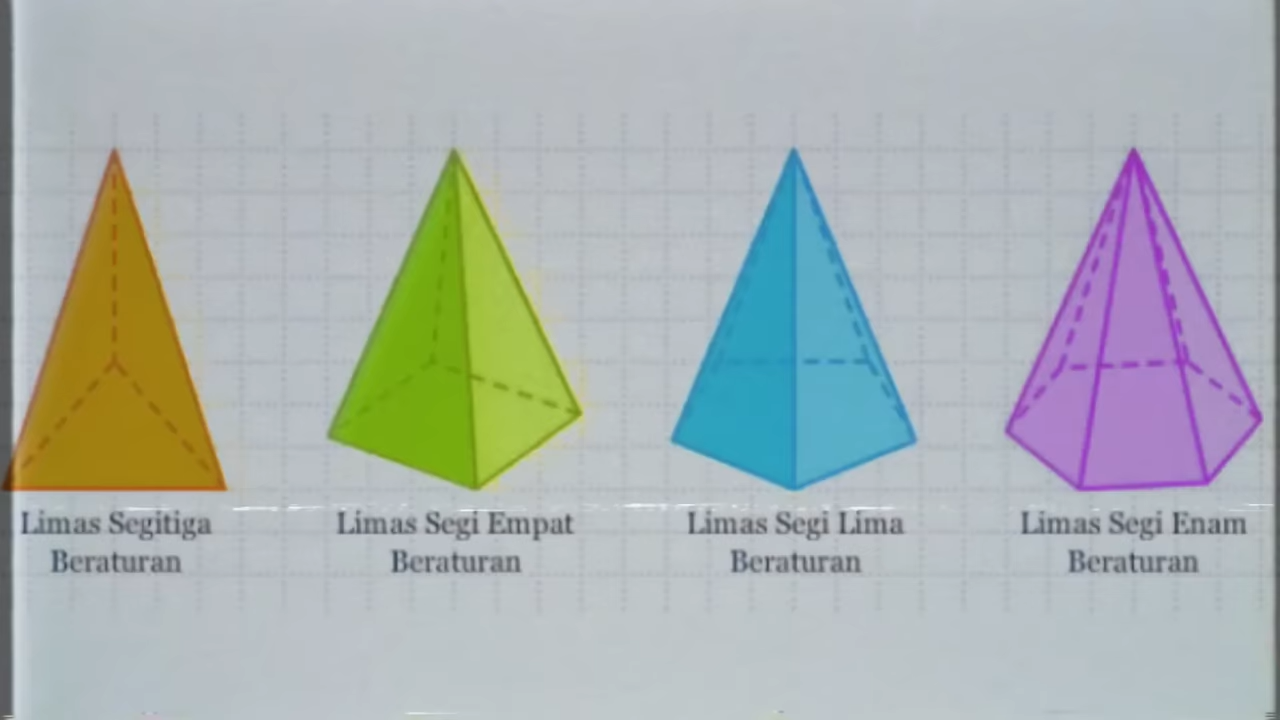 Limas Segitiga
Beraturan
Limas Segi Empat
Beraturan
Limas Segi Lima
Beraturan
Limas Segi Enam
Beraturan